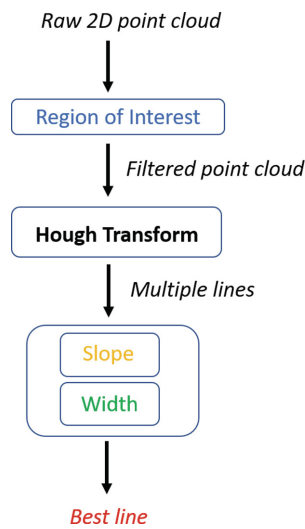 Raw 2D point cloud
Region of Interest
Filtered point cloud
Hough Transform
Multiple lines
Slope
Width
Best line